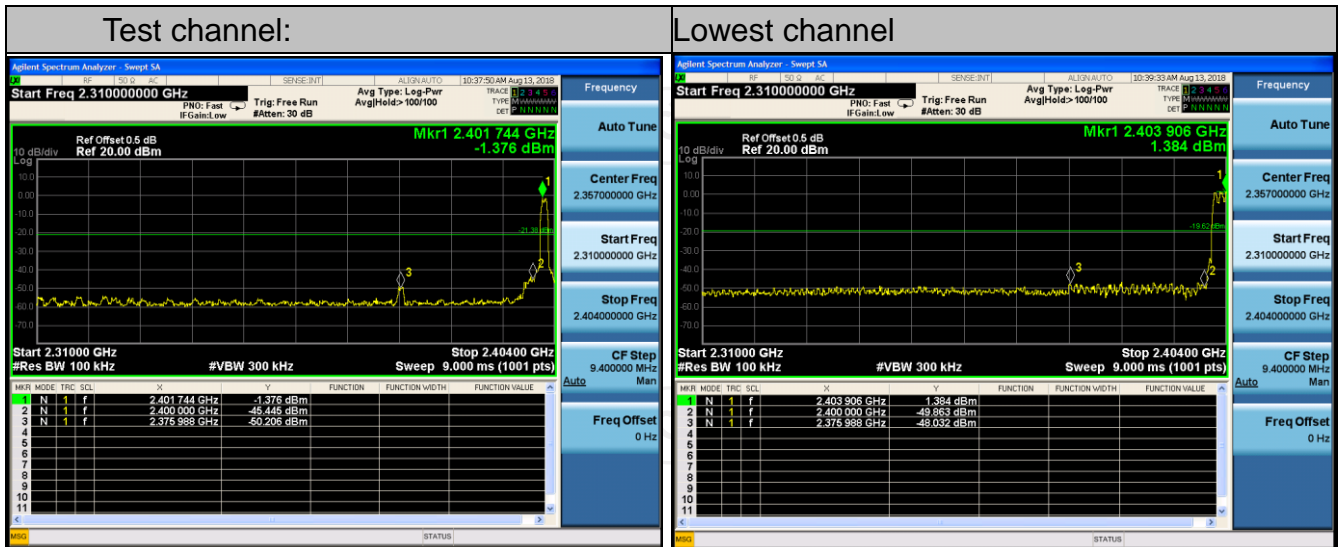 Test channel: Lowest channel
Agilent Spectrum Analyzer - Swept SA
RF 50 Ω AC SENSE:INT ALIGN AUTO 10:37:50 AM Aug 13, 2018
Start Freq 2.310000000 GHz
PNO: Fast
IFGain:Low
Trig: Free Run
#Atten: 30 dB
Avg Type: Log-Pwr
Avg|Hold:> 100/100
TRACE 1 2 3 4 5 6
TYPE M
DET P N N N N N
Frequency
Mkr1 2.401 744 GHz
-1.376 dBm
Ref Offset 0.5 dB
10 dB/div Ref 20.00 dBm
Log
10.0
0.00
-10.0
-20.0
-30.0
-40.0
-50.0
-60.0
-70.0
1
-21.38 dBm
2
3
Start 2.31000 GHz Stop 2.40400 GHz
#Res BW 100 kHz #VBW 300 kHz Sweep 9.000 ms (1001 pts)
MKR MODE TRC SCL X Y FUNCTION FUNCTION WIDTH FUNCTION VALUE
1 N 1 f 2.401 744 GHz -1.376 dBm
2 N 1 f 2.400 000 GHz -45.445 dBm
3 N 1 f 2.375 988 GHz -50.206 dBm
4
5
6
7
8
9
10
11
MSG STATUS
Auto Tune
Center Freq
2.357000000 GHz
Start Freq
2.310000000 GHz
Stop Freq
2.404000000 GHz
CF Step
9.400000 MHz
Auto Man
Freq Offset
0 Hz
Agilent Spectrum Analyzer - Swept SA
RF 50 Ω AC SENSE:INT ALIGN AUTO 10:39:33 AM Aug 13, 2018
Start Freq 2.310000000 GHz
PNO: Fast
IFGain:Low
Trig: Free Run
#Atten: 30 dB
Avg Type: Log-Pwr
Avg|Hold:> 100/100
TRACE 1 2 3 4 5 6
TYPE M
DET P N N N N N
Frequency
Mkr1 2.403 906 GHz
1.384 dBm
Ref Offset 0.5 dB
10 dB/div Ref 20.00 dBm
Log
10.0
0.00
-10.0
-20.0
-30.0
-40.0
-50.0
-60.0
-70.0
1
-19.62 dBm
3
2
Start 2.31000 GHz Stop 2.40400 GHz
#Res BW 100 kHz #VBW 300 kHz Sweep 9.000 ms (1001 pts)
MKR MODE TRC SCL X Y FUNCTION FUNCTION WIDTH FUNCTION VALUE
1 N 1 f 2.403 906 GHz 1.384 dBm
2 N 1 f 2.400 000 GHz -49.863 dBm
3 N 1 f 2.375 988 GHz -48.032 dBm
4
5
6
7
8
9
10
11
MSG STATUS
Auto Tune
Center Freq
2.357000000 GHz
Start Freq
2.310000000 GHz
Stop Freq
2.404000000 GHz
CF Step
9.400000 MHz
Auto Man
Freq Offset
0 Hz